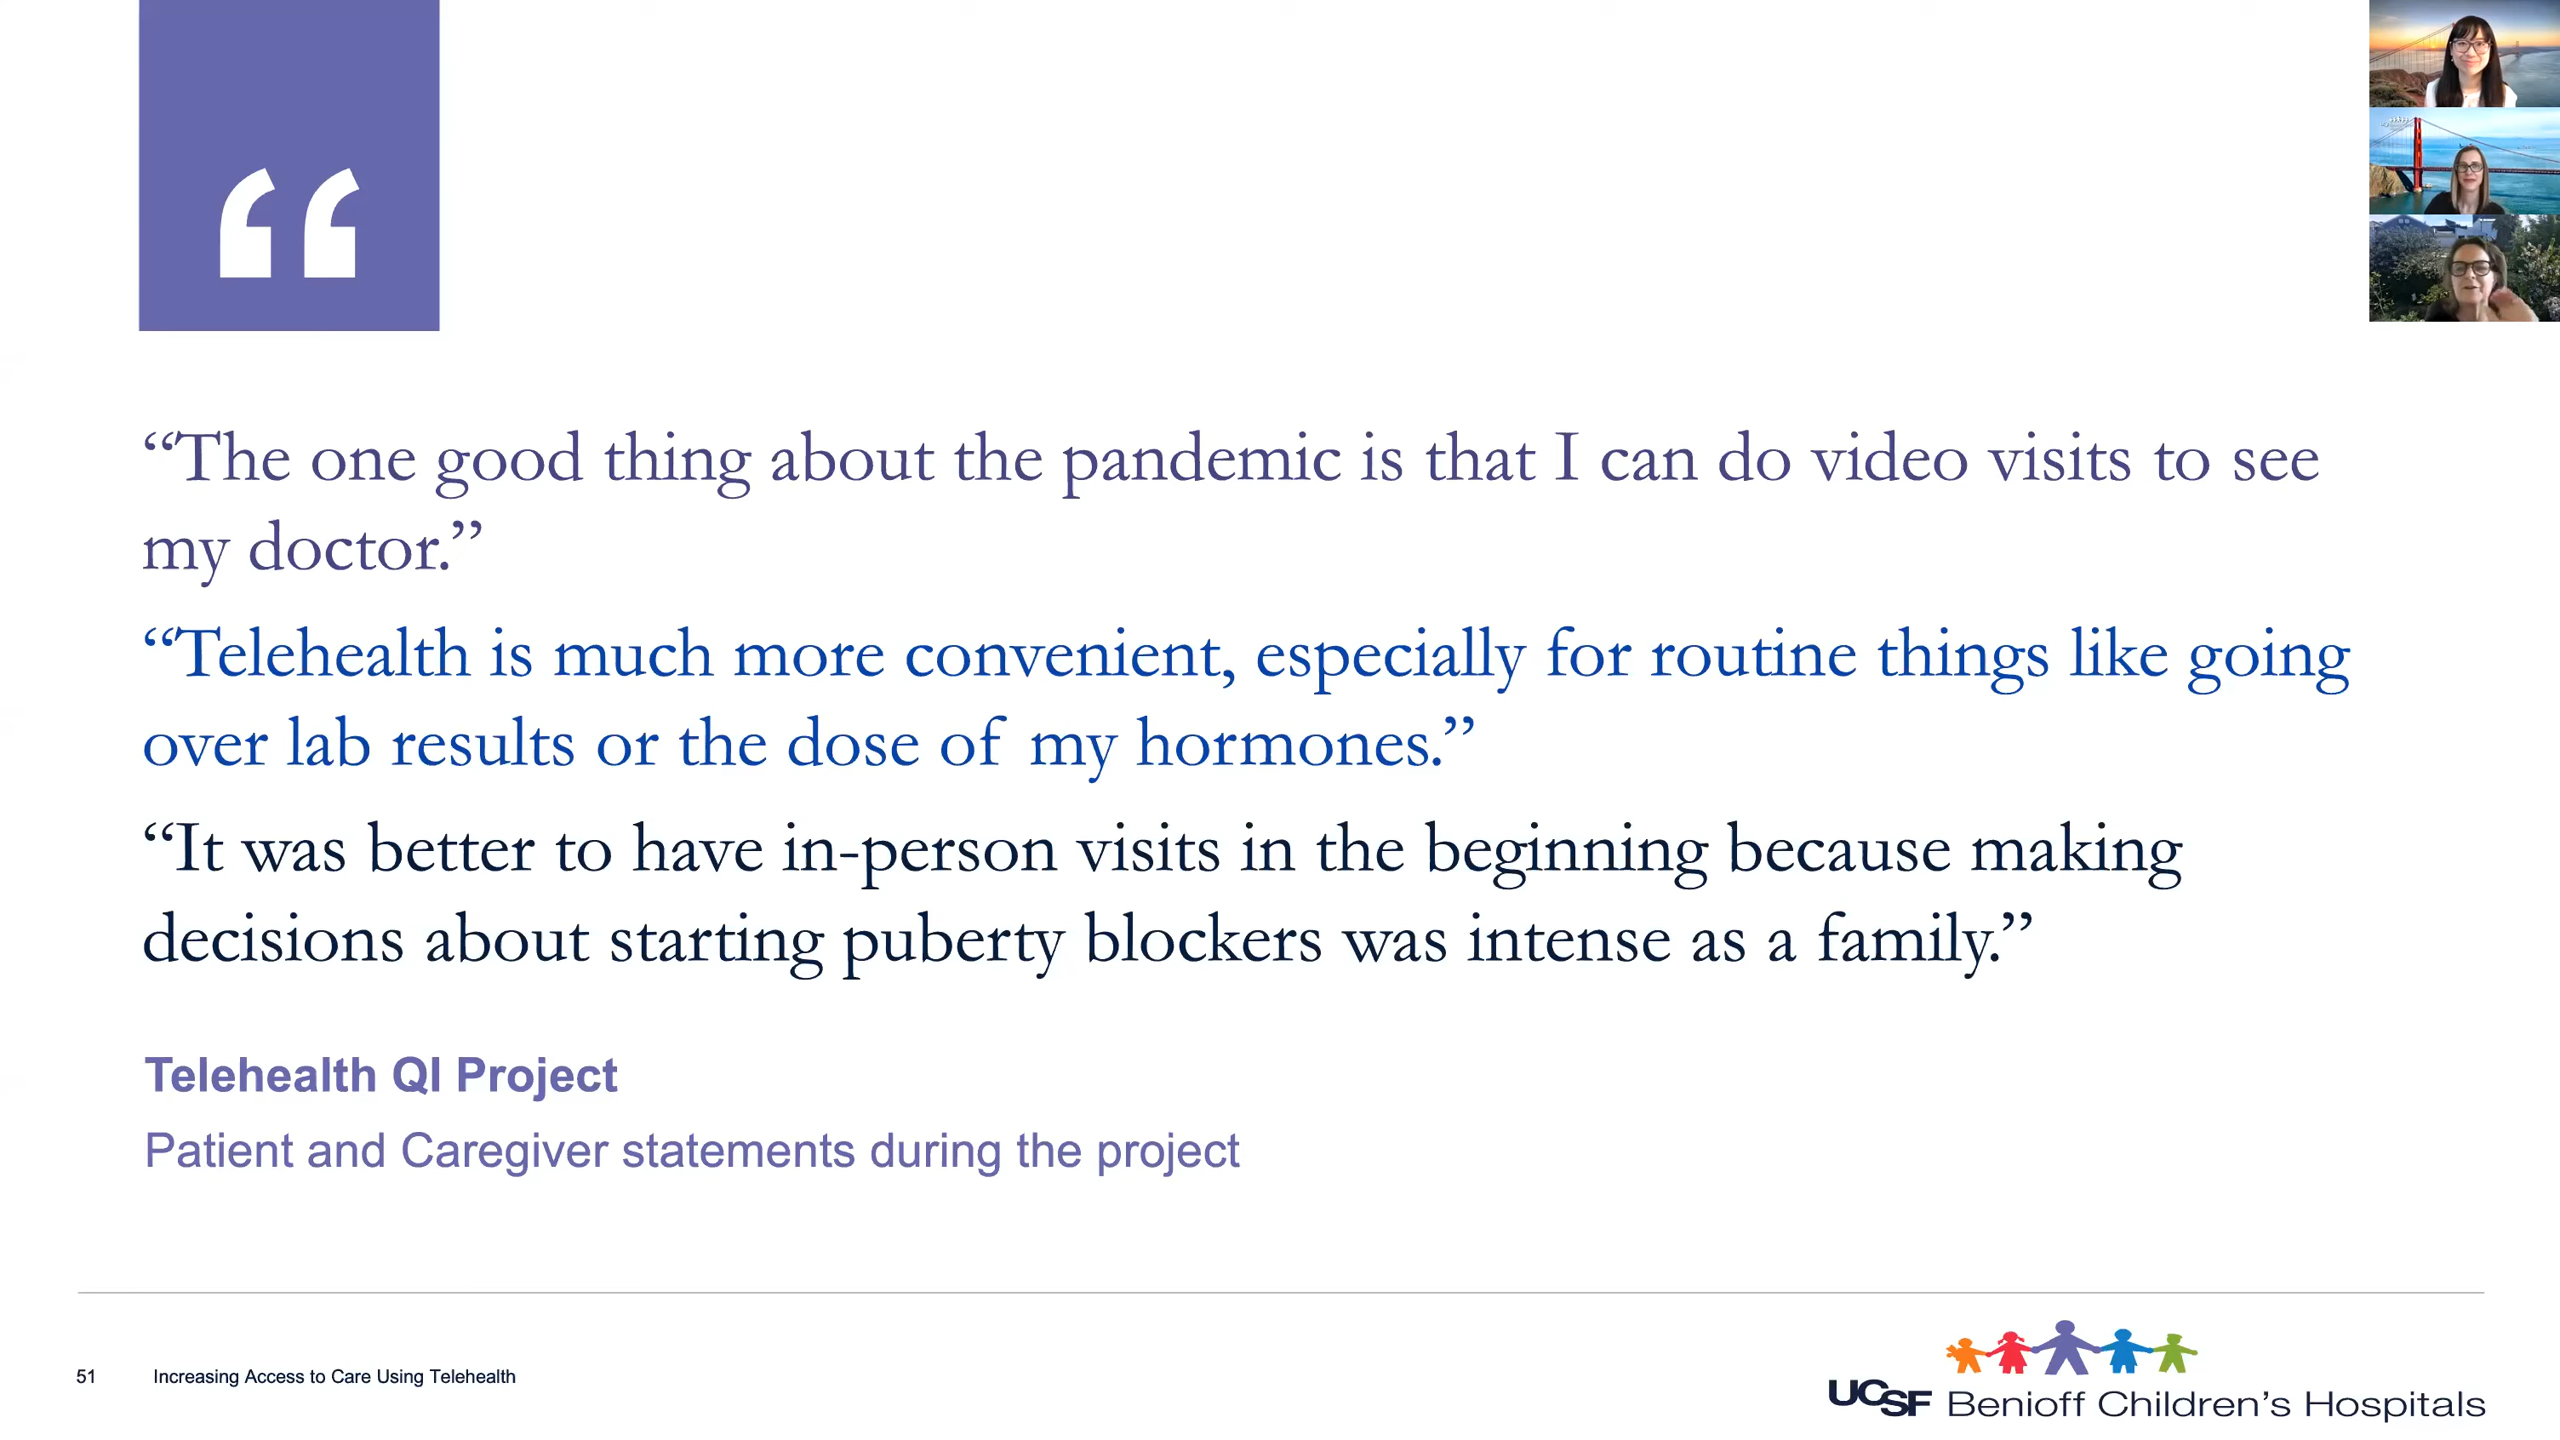 “
“The one good thing about the pandemic is that I can do video visits to see
my doctor.”
“Telehealth is much more convenient, especially for routine things like going
over lab results or the dose of my hormones.”
“It was better to have in-person visits in the beginning because making
decisions about starting puberty blockers was intense as a family.”
Telehealth QI Project
Patient and Caregiver statements during the project
51 Increasing Access to Care Using Telehealth
UCSF Benioff Children’s Hospitals